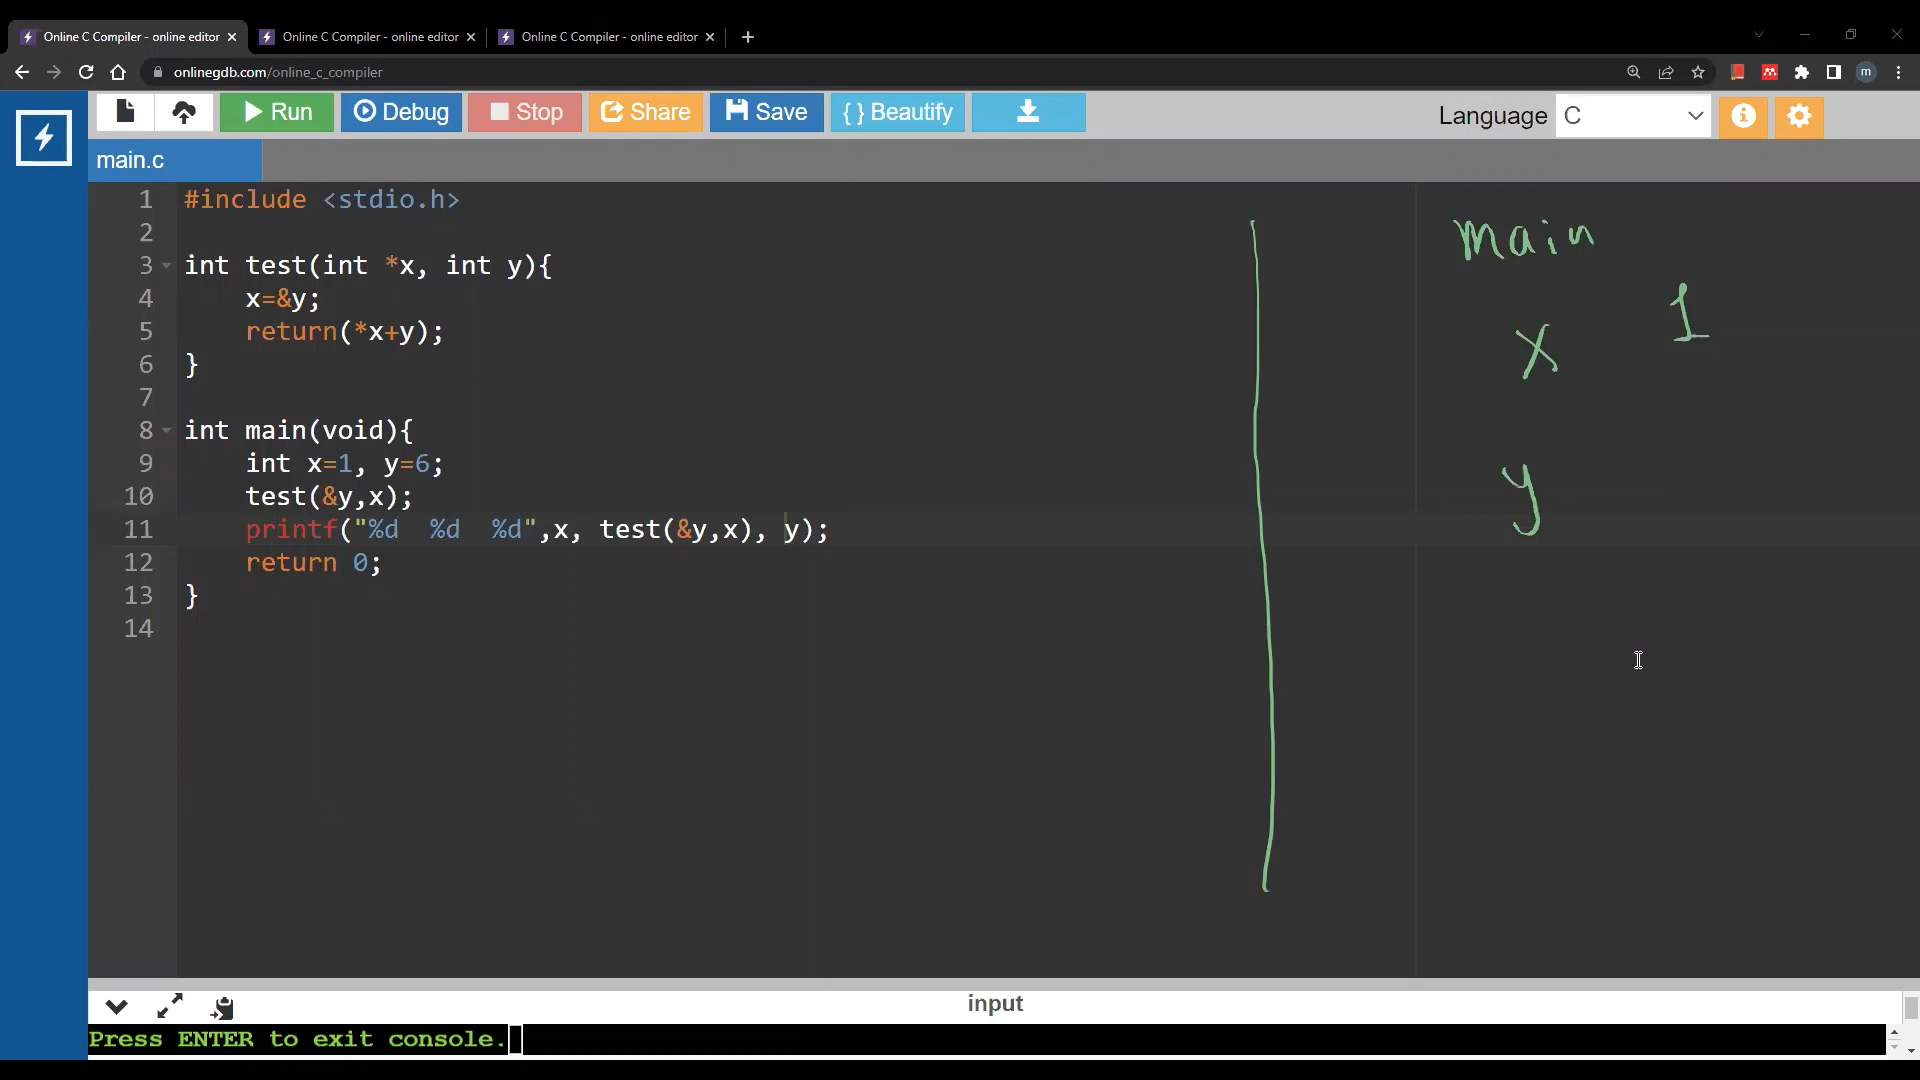 Online C Compiler - online editor
Online C Compiler - online editor
Online C Compiler - online editor
onlinegdb.com/online_c_compiler
m
Run
Debug
Stop
Share
Save
{ } Beautify
Language
C
main.c
1 #include <stdio.h>
2
3 int test(int *x, int y){
4     x=&y;
5     return(*x+y);
6 }
7
8 int main(void){
9     int x=1, y=6;
10     test(&y,x);
11     printf("%d  %d  %d",x, test(&y,x), y);
12     return 0;
13 }
14
main
x 1
y
input
Press ENTER to exit console.